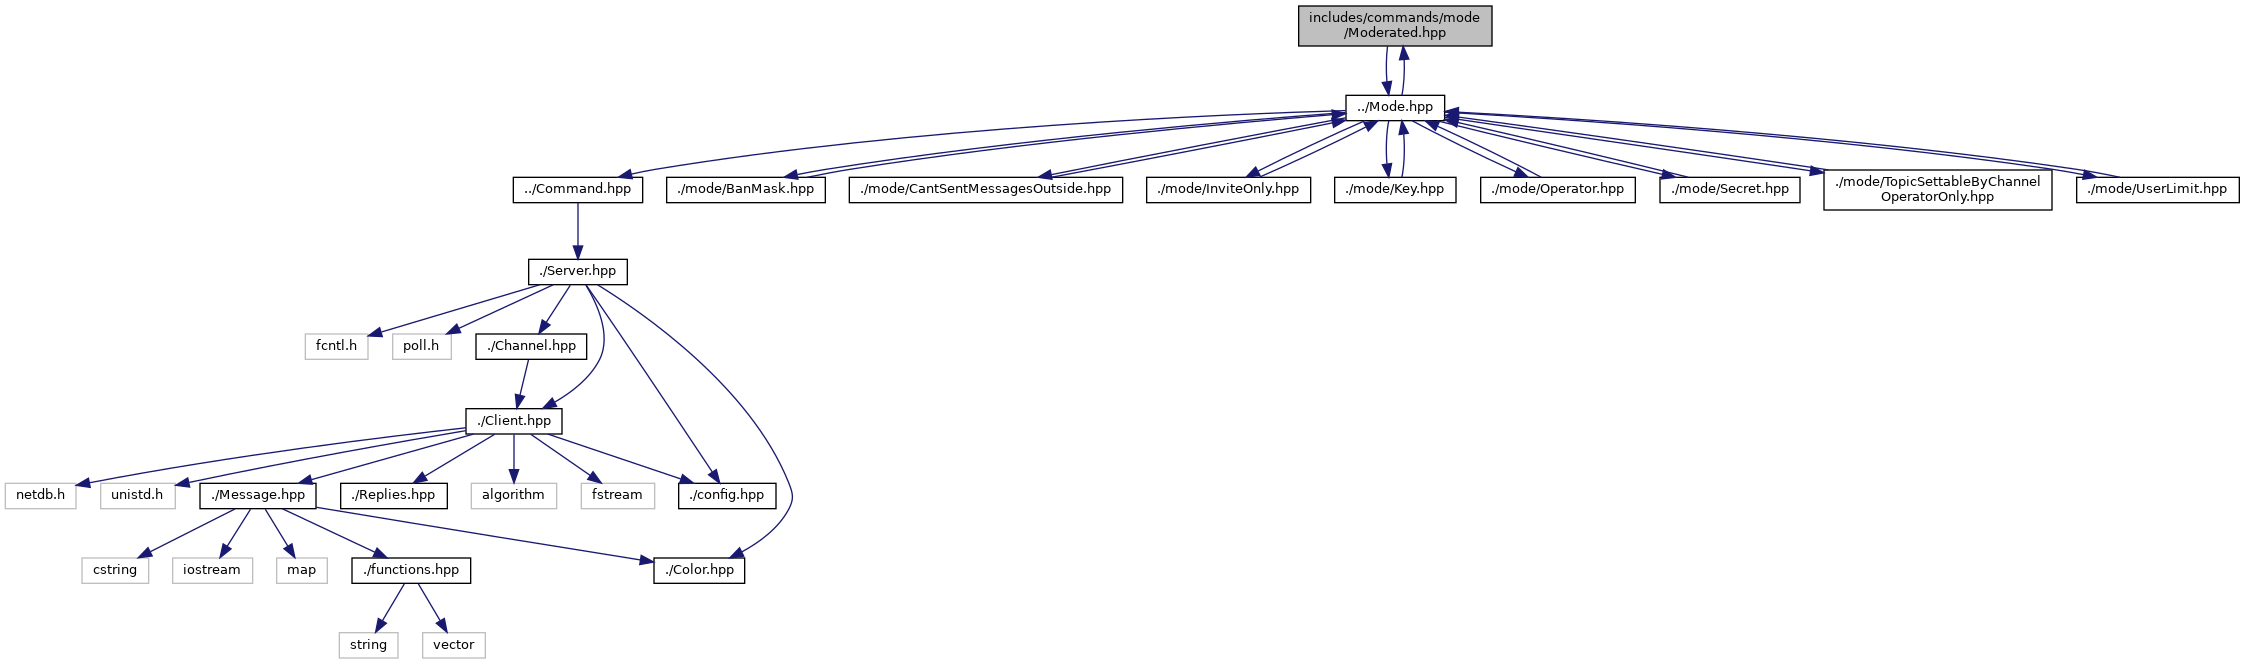 includes/commands/mode
/Moderated.hpp
../Mode.hpp
../Command.hpp
./mode/BanMask.hpp
./mode/CantSentMessagesOutside.hpp
./mode/InviteOnly.hpp
./mode/Key.hpp
./mode/Operator.hpp
./mode/Secret.hpp
./mode/TopicSettableByChannel
OperatorOnly.hpp
./mode/UserLimit.hpp
./Server.hpp
fcntl.h
poll.h
./Channel.hpp
./Client.hpp
netdb.h
unistd.h
./Message.hpp
./Replies.hpp
algorithm
fstream
./config.hpp
cstring
iostream
map
./functions.hpp
./Color.hpp
string
vector